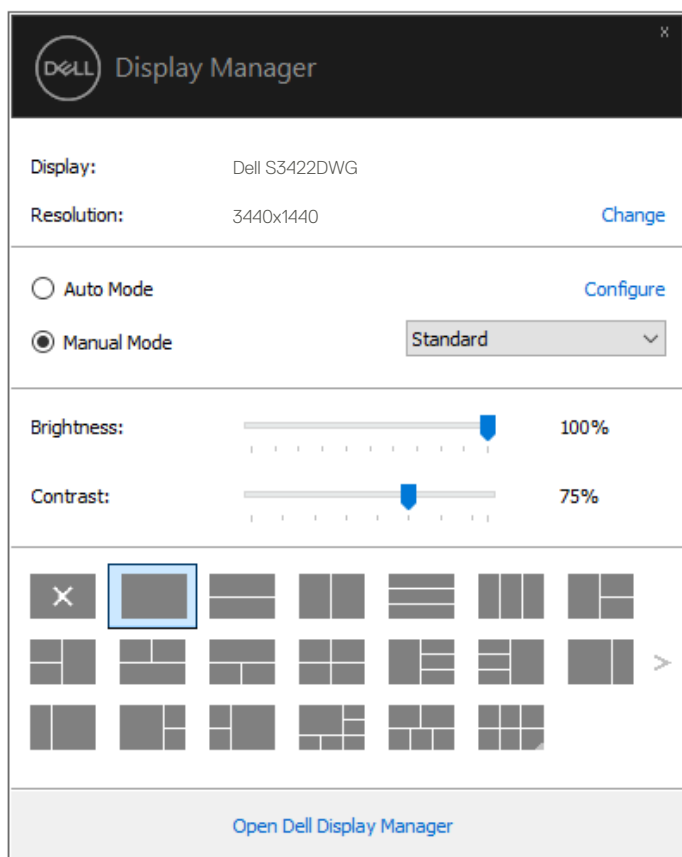 x
DELL Display Manager
Display: Dell S3422DWG
Resolution: 3440x1440 Change
Auto Mode Configure
Manual Mode Standard
Brightness: 100%
Contrast: 75%
Open Dell Display Manager